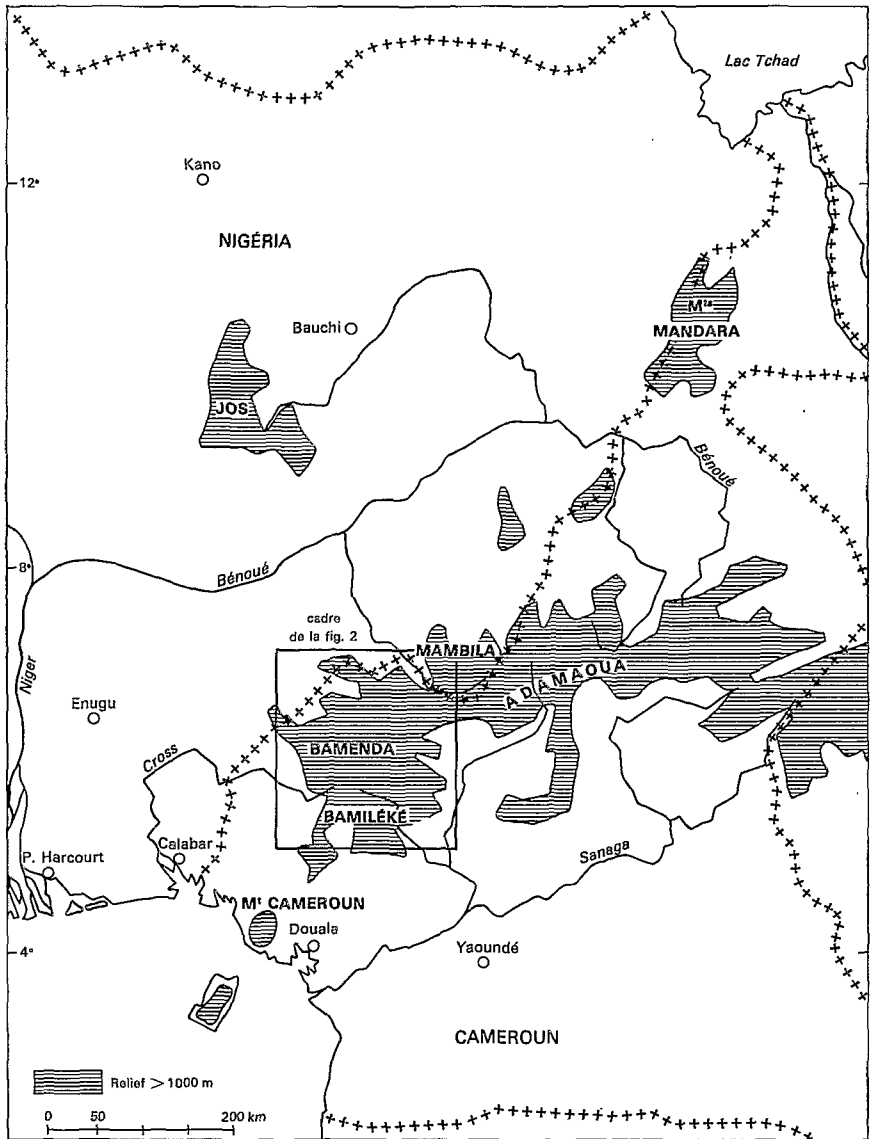 Lac Tchad
Kano
12°
NIGÉRIA
Mts
MANDARA
Bauchi
JOS
Bénoué
8°
Bénoué
cadre
de la fig. 2
MAMBILA
ADAMAOUA
Niger
Enugu
BAMENDA
Cross
BAMILÉKÉ
Calabar
Sanaga
P. Harcourt
Mt CAMEROUN
Douala
4°
Yaoundé
CAMEROUN
Relief > 1000 m
0 50 200 km